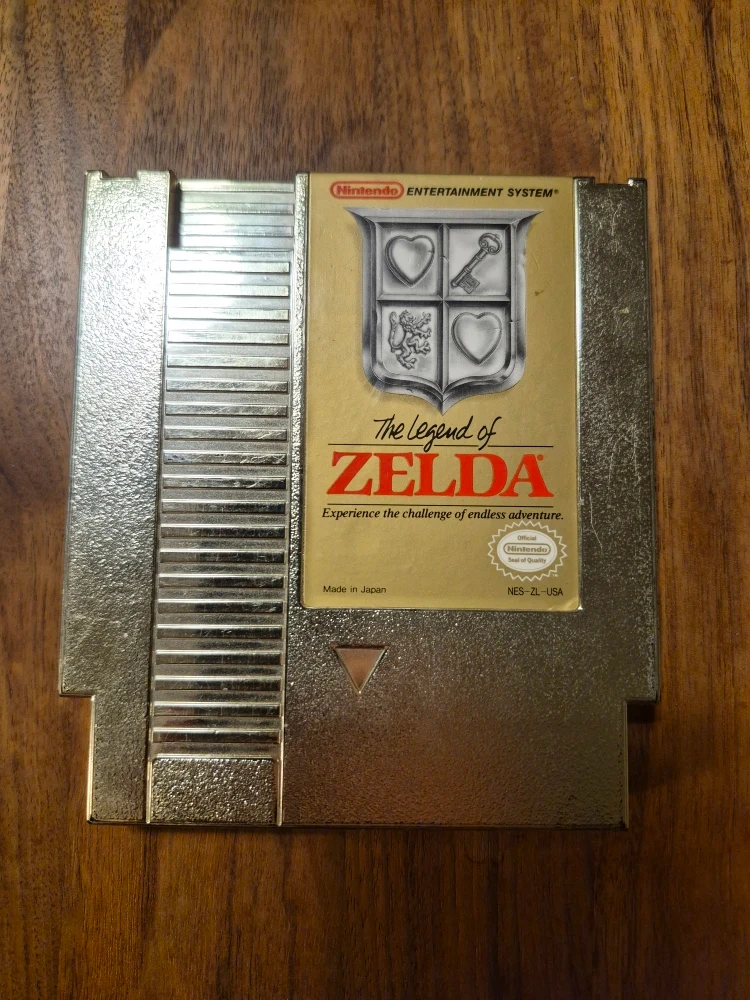 Nintendo ENTERTAINMENT SYSTEM®
The Legend of
ZELDA®
Experience the challenge of endless adventure.
Official
Nintendo
Seal of Quality
Made in Japan
NES-ZL-USA